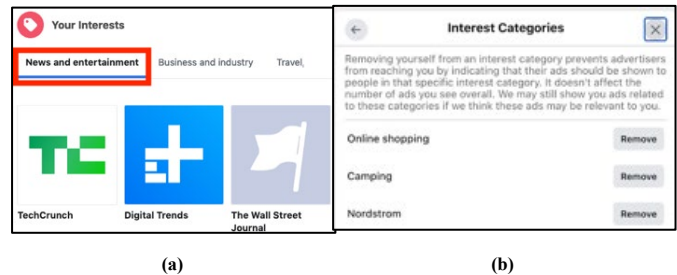 Your Interests
News and entertainment Business and industry Travel,
TC
TechCrunch Digital Trends The Wall Street Journal
Interest Categories
Removing yourself from an interest category prevents advertisers
from reaching you by indicating that their ads should be shown to
people in that specific interest category. It doesn't affect the
number of ads you see overall. We may still show you ads related
to these categories if we think these ads may be relevant to you.
Online shopping Remove
Camping Remove
Nordstrom Remove
(a) (b)